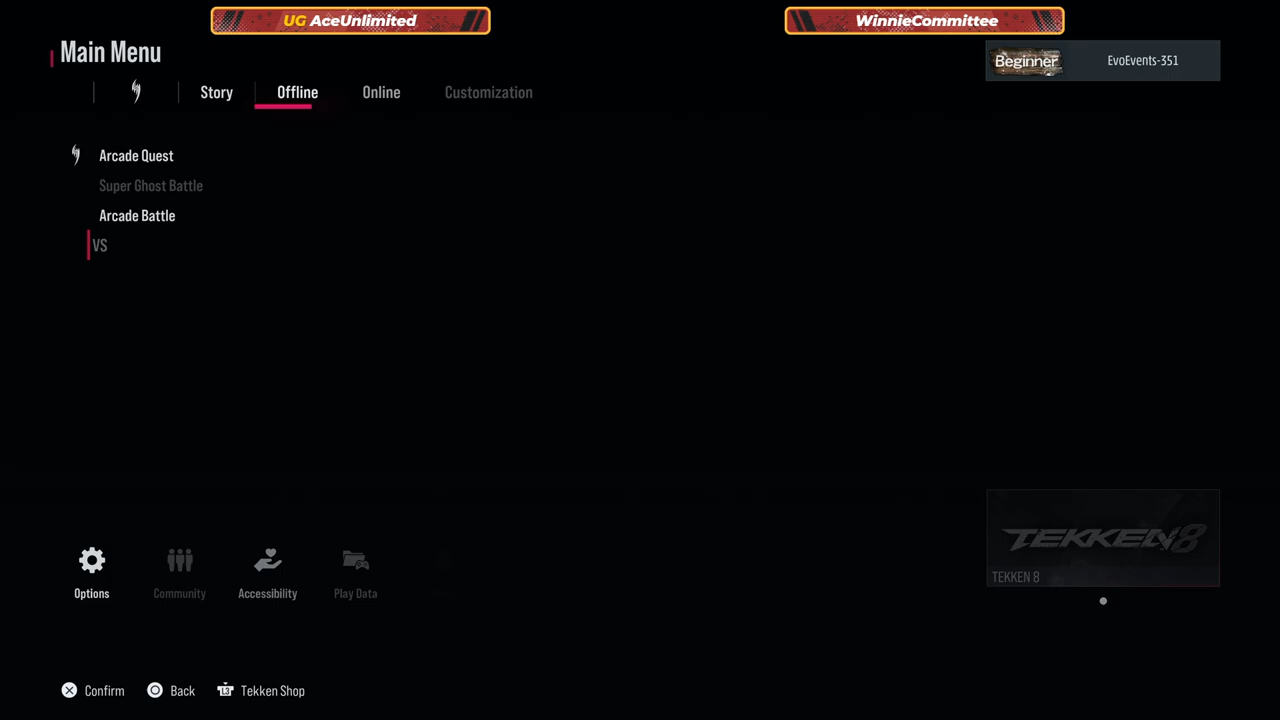 UG AceUnlimited
WinnieCommittee
Main Menu
Beginner
EvoEvents-351
Story
Offline
Online
Customization
Arcade Quest
Super Ghost Battle
Arcade Battle
VS
TEKKEN 8
TEKKEN 8
Options
Community
Accessibility
Play Data
Confirm
Back
L3
Tekken Shop